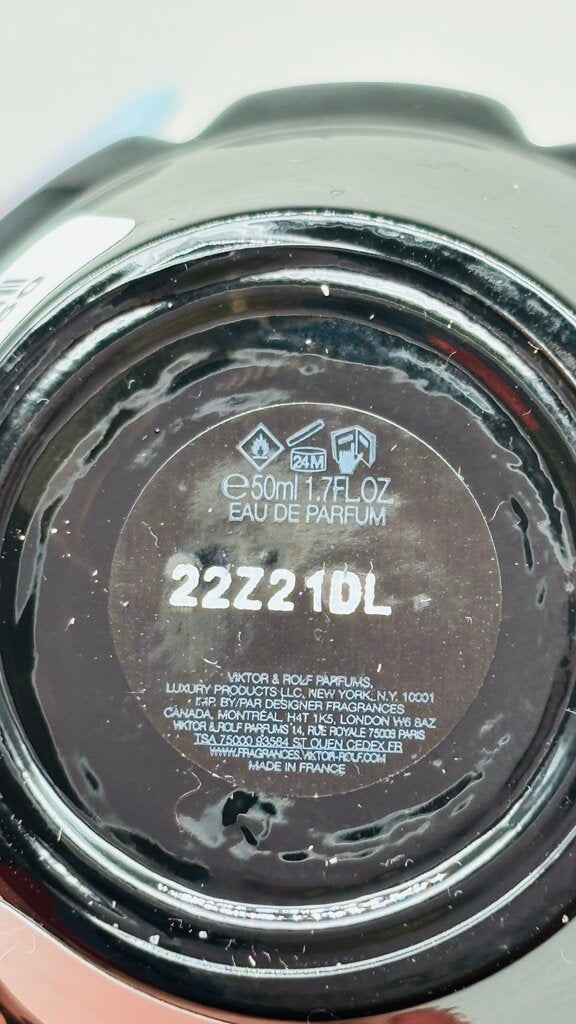 24M
℮50ml 1.7FL.OZ
EAU DE PARFUM
22Z21DL
VIKTOR & ROLF PARFUMS,
LUXURY PRODUCTS LLC, NEW YORK, N.Y. 10001
IMP. BY/PAR DESIGNER FRAGRANCES
CANADA, MONTRÉAL, H4T 1K5, LONDON W6 8AZ
VIKTOR & ROLF PARFUMS 14, RUE ROYALE 75008 PARIS
TSA 75000 93584 ST OUEN CEDEX FR
WWW.FRAGRANCES.VIKTOR-ROLF.COM
MADE IN FRANCE